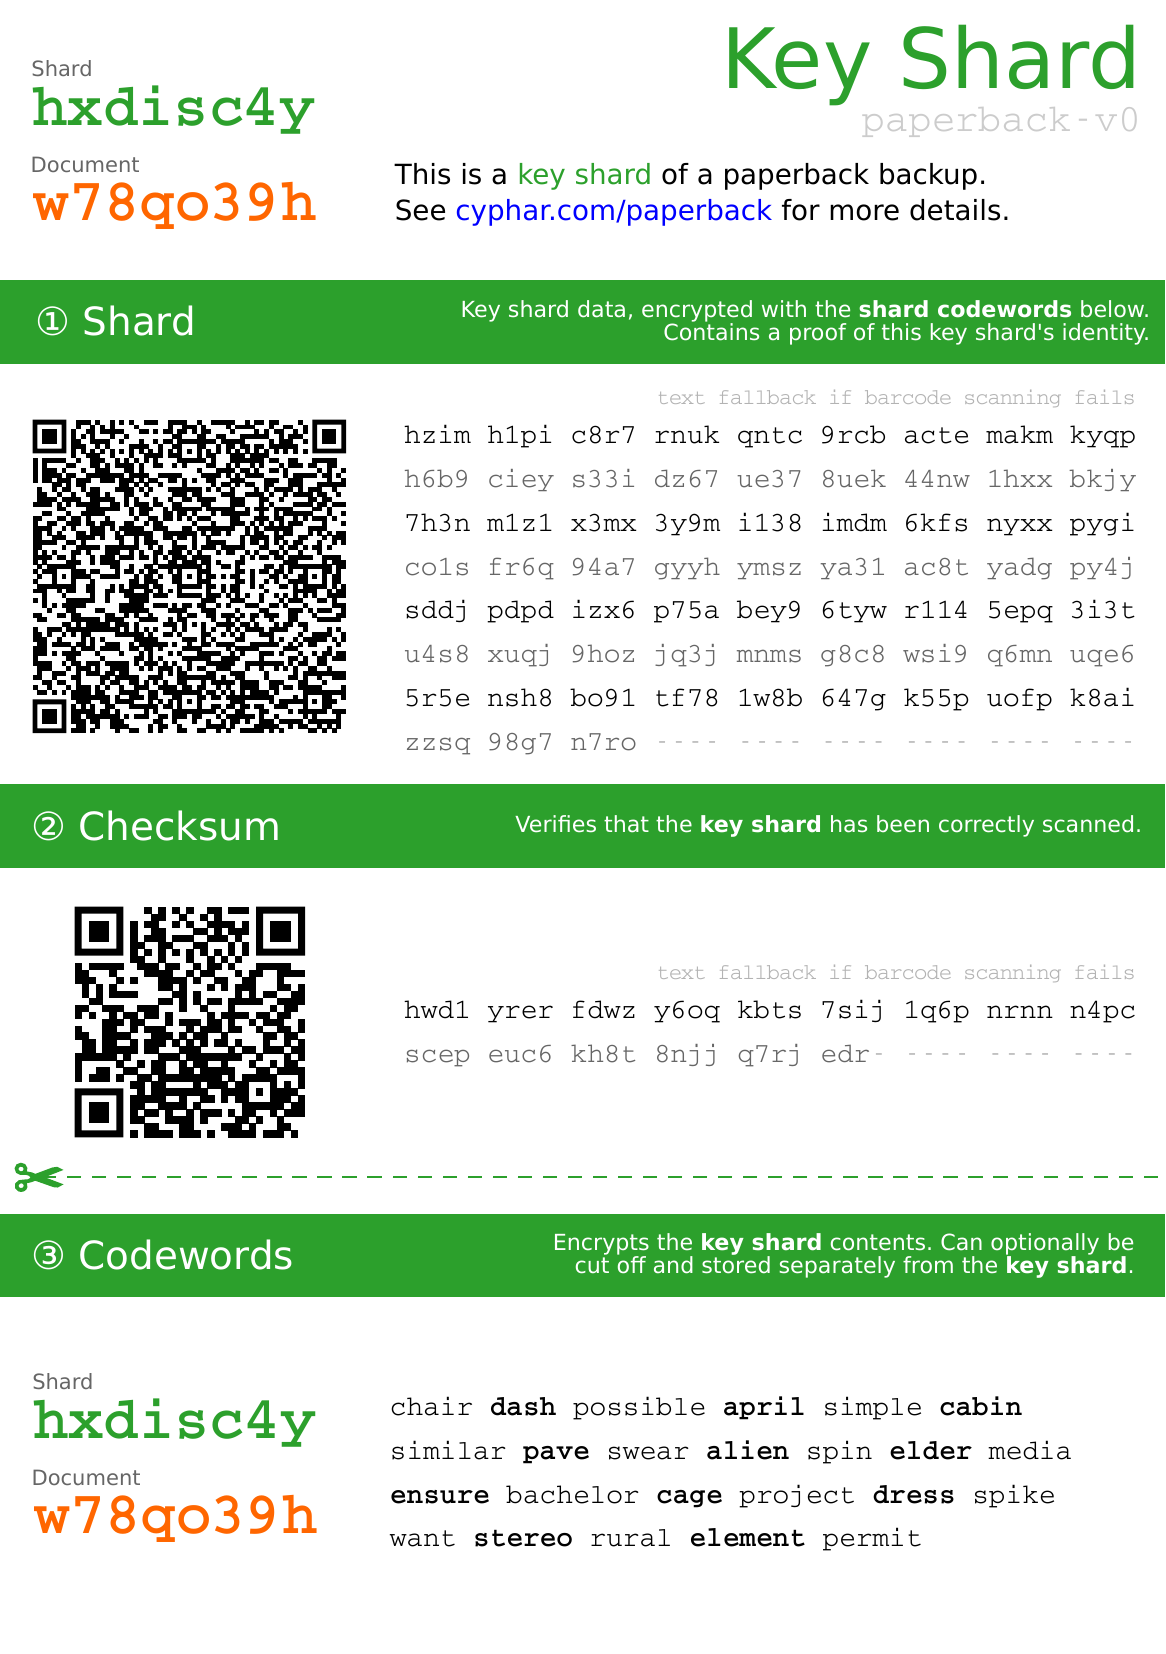 Key Shard
paperback-v0
Shard
hxdisc4y
Document
w78qo39h
This is a key shard of a paperback backup.
See cyphar.com/paperback for more details.
① Shard
Key shard data, encrypted with the shard codewords below.
Contains a proof of this key shard's identity.
text fallback if barcode scanning fails
hzim h1pi c8r7 rnuk qntc 9rcb acte makm kyqp
h6b9 ciey s33i dz67 ue37 8uek 44nw 1hxx bkjy
7h3n m1z1 x3mx 3y9m i138 imdm 6kfs nyxx pygi
co1s fr6q 94a7 gyyh ymsz ya31 ac8t yadg py4j
sddj pdpd izx6 p75a bey9 6tyw r114 5epq 3i3t
u4s8 xuqj 9hoz jq3j mnms g8c8 wsi9 q6mn uqe6
5r5e nsh8 bo91 tf78 1w8b 647g k55p uofp k8ai
zzsq 98g7 n7ro ---- ---- ---- ---- ---- ----
② Checksum
Verifies that the key shard has been correctly scanned.
text fallback if barcode scanning fails
hwd1 yrer fdwz y6oq kbts 7sij 1q6p nrnn n4pc
scep euc6 kh8t 8njj q7rj edr- ---- ---- ----
③ Codewords
Encrypts the key shard contents. Can optionally be
cut off and stored separately from the key shard.
Shard
hxdisc4y
Document
w78qo39h
chair dash possible april simple cabin
similar pave swear alien spin elder media
ensure bachelor cage project dress spike
want stereo rural element permit